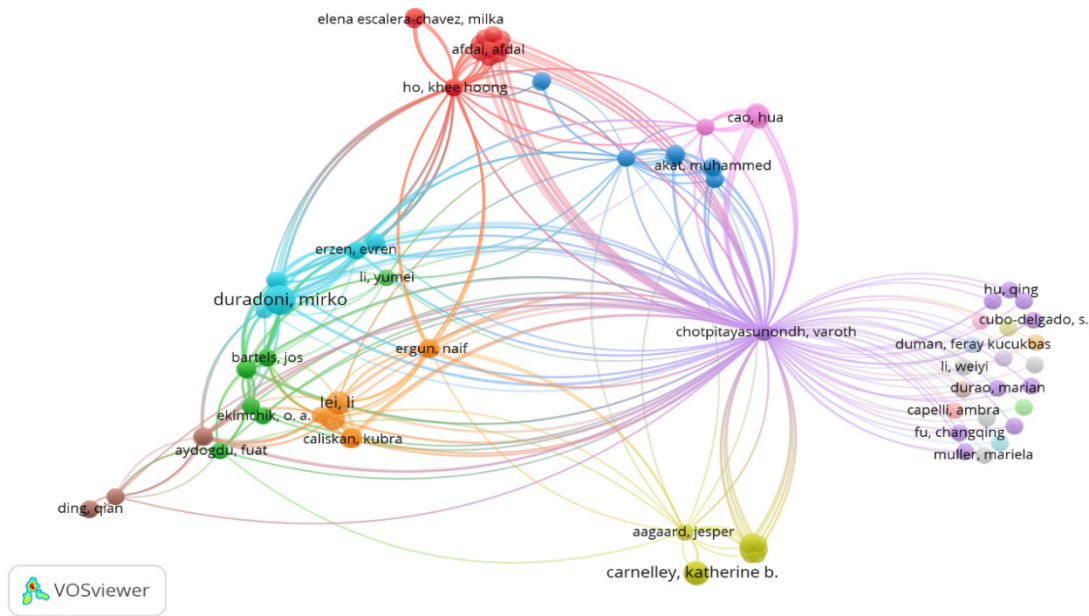 elena escalera-chavez, milka
afdal, afdal
ho, khee hoong
cao, hua
akat, muhammed
erzen, evren
li, yumei
duradoni, mirko
hu, qing
cubo-delgado, s.
chotpitayasunondh, varoth
duman, feray kucukbas
ergun, naif
bartels, jos
li, weiyi
durao, marian
lei, li
capelli, ambra
ekimchik, o. a.
caliskan, kubra
fu, changqing
aydogdu, fuat
muller, mariela
ding, qian
aagaard, jesper
carnelley, katherine b.
VOSviewer